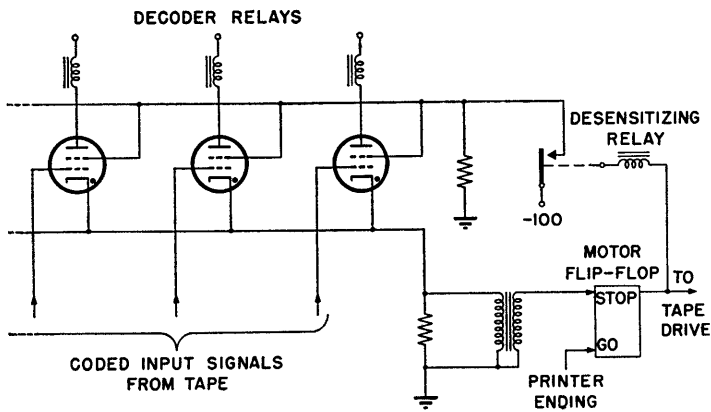 DECODER RELAYS
DESENSITIZING
RELAY
-100
MOTOR
FLIP-FLOP
STOP
GO
TO
TAPE
DRIVE
CODED INPUT SIGNALS
FROM TAPE
PRINTER
ENDING